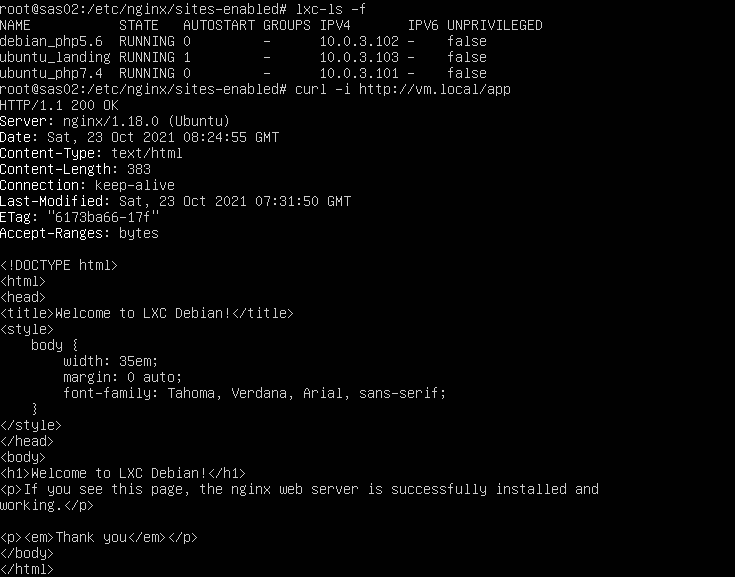 root@sas02:/etc/nginx/sites-enabled# lxc-ls -f
NAME           STATE   AUTOSTART GROUPS IPV4       IPV6 UNPRIVILEGED
debian_php5.6  RUNNING 0         -      10.0.3.102 -    false
ubuntu_landing RUNNING 1         -      10.0.3.103 -    false
ubuntu_php7.4  RUNNING 0         -      10.0.3.101 -    false
root@sas02:/etc/nginx/sites-enabled# curl -i http://vm.local/app
HTTP/1.1 200 OK
Server: nginx/1.18.0 (Ubuntu)
Date: Sat, 23 Oct 2021 08:24:55 GMT
Content-Type: text/html
Content-Length: 383
Connection: keep-alive
Last-Modified: Sat, 23 Oct 2021 07:31:50 GMT
ETag: "6173ba66-17f"
Accept-Ranges: bytes

<!DOCTYPE html>
<html>
<head>
<title>Welcome to LXC Debian!</title>
<style>
    body {
        width: 35em;
        margin: 0 auto;
        font-family: Tahoma, Verdana, Arial, sans-serif;
    }
</style>
</head>
<body>
<h1>Welcome to LXC Debian!</h1>
<p>If you see this page, the nginx web server is successfully installed and
working.</p>

<p><em>Thank you</em></p>
</body>
</html>